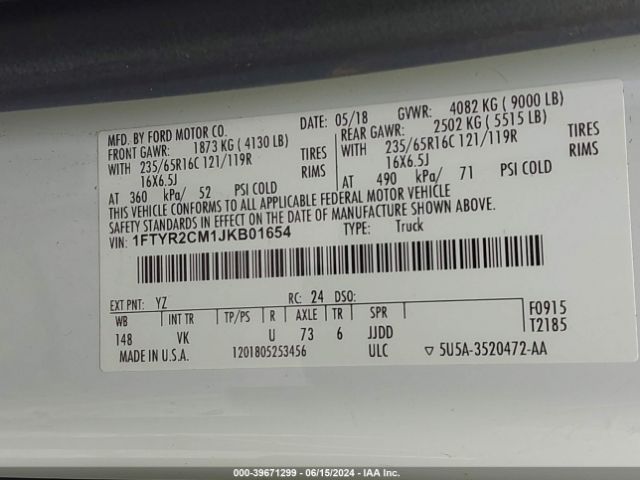 MFD. BY FORD MOTOR CO. DATE: 05/18 GVWR: 4082 KG ( 9000 LB)
FRONT GAWR: 1873 KG ( 4130 LB) REAR GAWR: 2502 KG ( 5515 LB)
WITH 235/65R16C 121/119R TIRES WITH 235/65R16C 121/119R TIRES
16X6.5J RIMS 16X6.5J RIMS
AT 360 kPa/ 52 PSI COLD AT 490 kPa/ 71 PSI COLD
THIS VEHICLE CONFORMS TO ALL APPLICABLE FEDERAL MOTOR VEHICLE
SAFETY STANDARDS IN EFFECT ON THE DATE OF MANUFACTURE SHOWN ABOVE.
VIN: 1FTYR2CM1JKB01654 TYPE: Truck
EXT PNT: YZ RC: 24 DSO:
WB INT TR TP/PS R AXLE TR SPR F0915
148 VK U 73 6 JJDD T2185
MADE IN U.S.A. 1201805253456 ULC ▽ 5U5A-3520472-AA
000-39671299 - 06/15/2024 - IAA Inc.